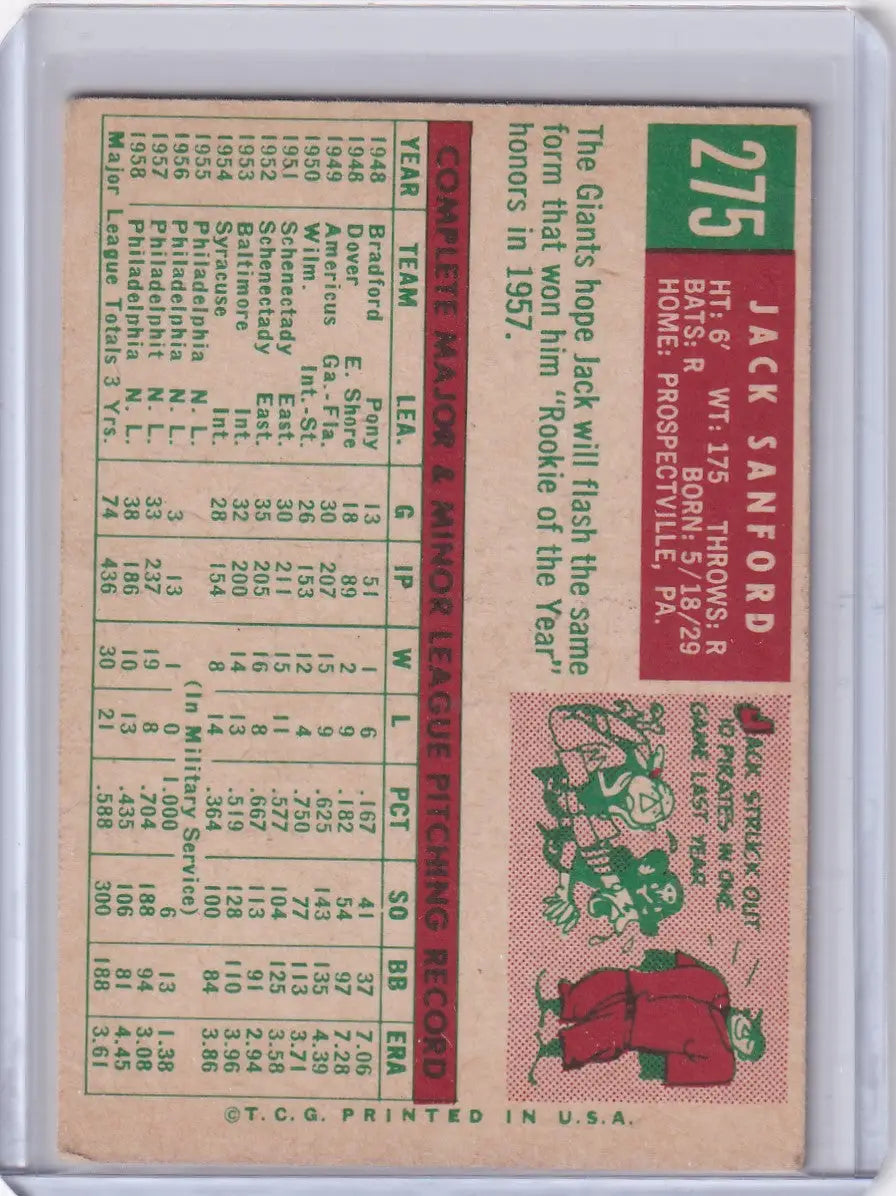 275
JACK SANFORD
HT: 6' WT: 175 THROWS: R
BATS: R BORN: 5/18/29
HOME: PROSPECTVILLE, PA.
The Giants hope Jack will flash the same
form that won him "Rookie of the Year"
honors in 1957.
JACK STRUCK OUT
10 PIRATES IN ONE
GAME LAST YEAR
COMPLETE MAJOR & MINOR LEAGUE PITCHING RECORD
YEAR TEAM LEA. G IP W L PCT SO BB ERA
1948 Bradford Pony 13 51 1 6 .167 41 37 7.06
1948 Dover E. Shore 18 89 2 9 .182 54 97 7.28
1949 Americus Ga.-Fla. 30 207 15 9 .625 143 135 4.39
1950 Wilm. Int.-St. 26 153 12 4 .750 77 113 3.71
1951 Schenectady East. 30 211 15 11 .577 104 125 3.58
1952 Schenectady East. 35 205 16 8 .667 113 91 2.94
1953 Baltimore Int. 32 200 14 13 .519 128 110 3.96
1954 Syracuse Int. 28 154 8 14 .364 100 84 3.86
1955 Philadelphia N. L. (In Military Service)
1956 Philadelphia N. L. 3 13 1 0 1.000 6 13 1.38
1957 Philadelphit N. L. 33 237 19 8 .704 188 94 3.08
1958 Philadelphia N. L. 38 186 10 13 .435 106 81 4.45
Major League Totals 3 Yrs. 74 436 30 21 .588 300 188 3.61
©T.C.G. PRINTED IN U.S.A.